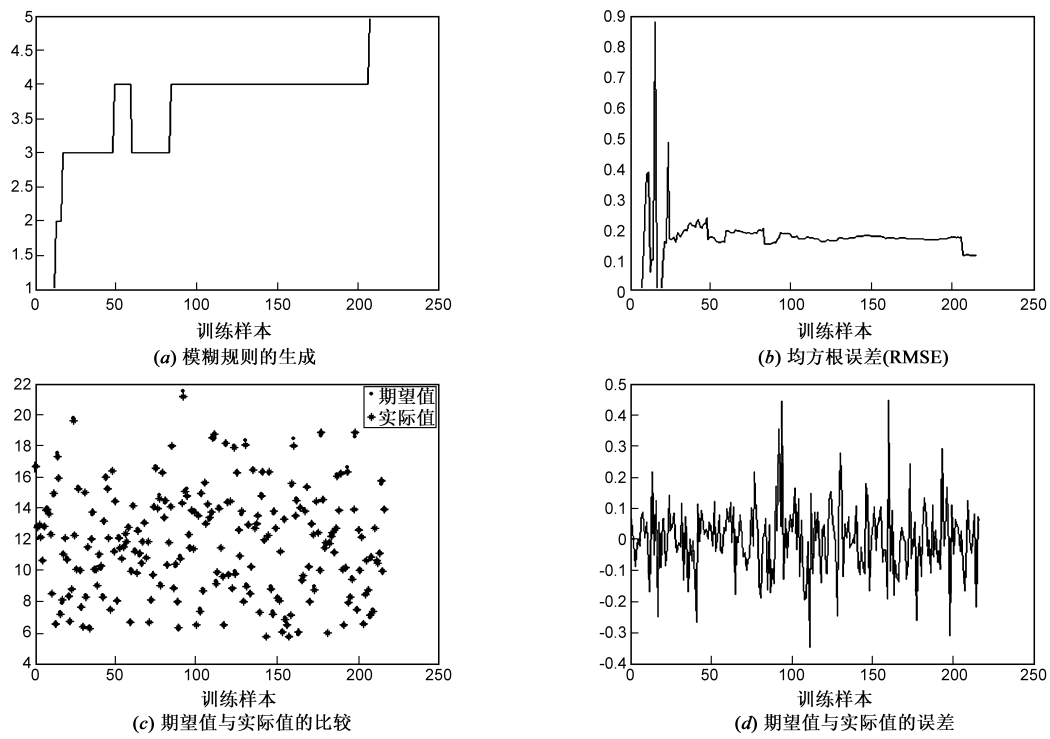 5
4.5
4
3.5
3
2.5
2
1.5
1
0 50 100 150 200 250
训练样本
(a) 模糊规则的生成
0.9
0.8
0.7
0.6
0.5
0.4
0.3
0.2
0.1
0
0 50 100 150 200 250
训练样本
(b) 均方根误差(RMSE)
22
20
18
16
14
12
10
8
6
4
0 50 100 150 200 250
期望值
实际值
训练样本
(c) 期望值与实际值的比较
0.5
0.4
0.3
0.2
0.1
0
-0.1
-0.2
-0.3
-0.4
0 50 100 150 200 250
训练样本
(d) 期望值与实际值的误差